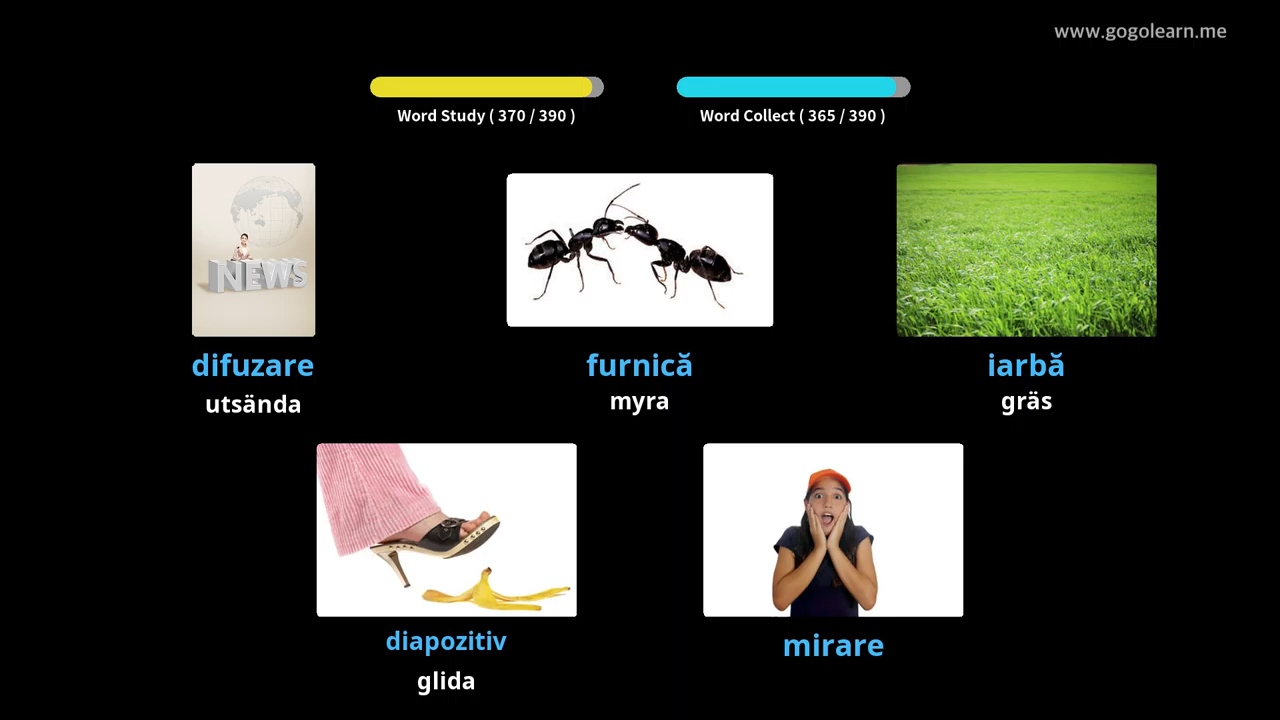 www.gogolearn.me
Word Study ( 370 / 390 )
Word Collect ( 365 / 390 )
NEWS
difuzare
utsända
furnică
myra
iarbă
gräs
diapozitiv
glida
mirare